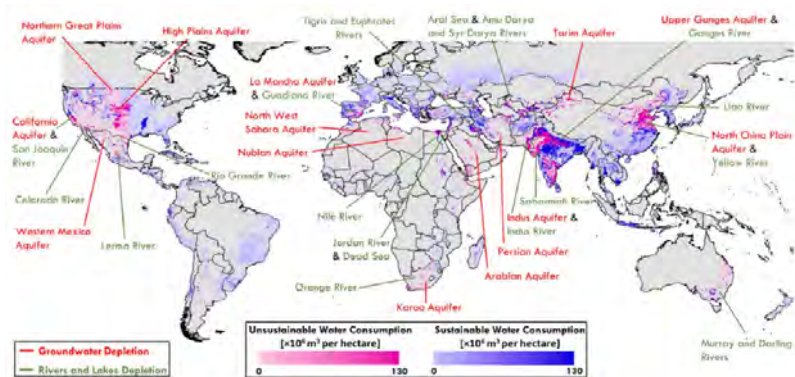 Northern Great Plains
Aquifer
High Plains Aquifer
Tigris and Euphrates
Rivers
Aral Sea & Amu Darya
and Syr Darya Rivers
Tarim Aquifer
Upper Ganges Aquifer &
Ganges River
La Mancha Aquifer
& Guadiana River
California
Aquifer &
San Joaquin
River
North West
Sahara Aquifer
Nubian Aquifer
Liao River
North China Plain
Aquifer &
Yellow River
Rio Grande River
Colorado River
Western Mexico
Aquifer
Lerma River
Nile River
Jordan River
& Dead Sea
Sabarmati River
Indus Aquifer &
Indus River
Persian Aquifer
Arabian Aquifer
Orange River
Karoo Aquifer
Murray and Darling
Rivers
Groundwater Depletion
Rivers and Lakes Depletion
Unsustainable Water Consumption
[×10⁶ m³ per hectare]
0 130
Sustainable Water Consumption
[×10⁶ m³ per hectare]
0 130